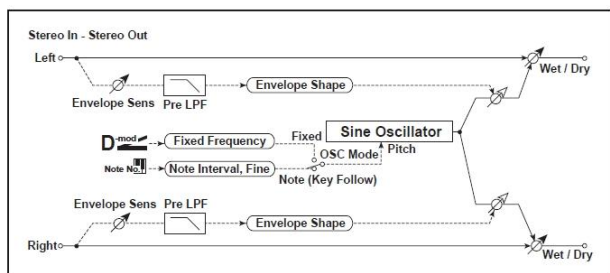 Stereo In - Stereo Out
Left
Wet / Dry
Envelope Sens
Pre LPF
Envelope Shape
D-mod
Fixed Frequency
Fixed
Sine Oscillator
OSC Mode
Pitch
Note No.
Note Interval, Fine
Note (Key Follow)
Envelope Sens
Pre LPF
Envelope Shape
Right
Wet / Dry